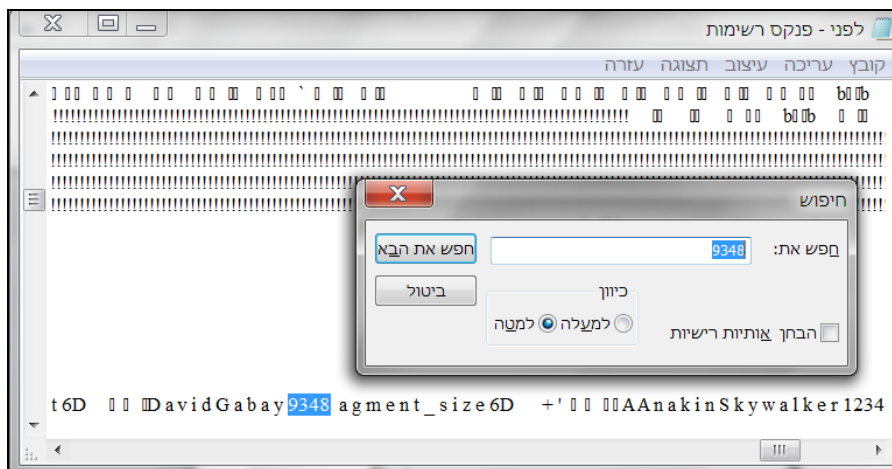 לפני - פנקס רשימות
קובץ עריכה עיצוב תצוגה עזרה
חיפוש
חפש את: 9348
חפש את הבא
ביטול
כיוון
למעלה
למטה
הבחן אותיות רישיות
t6D DavidGabay9348 agment_size6D +' AAnakinSkywalker1234